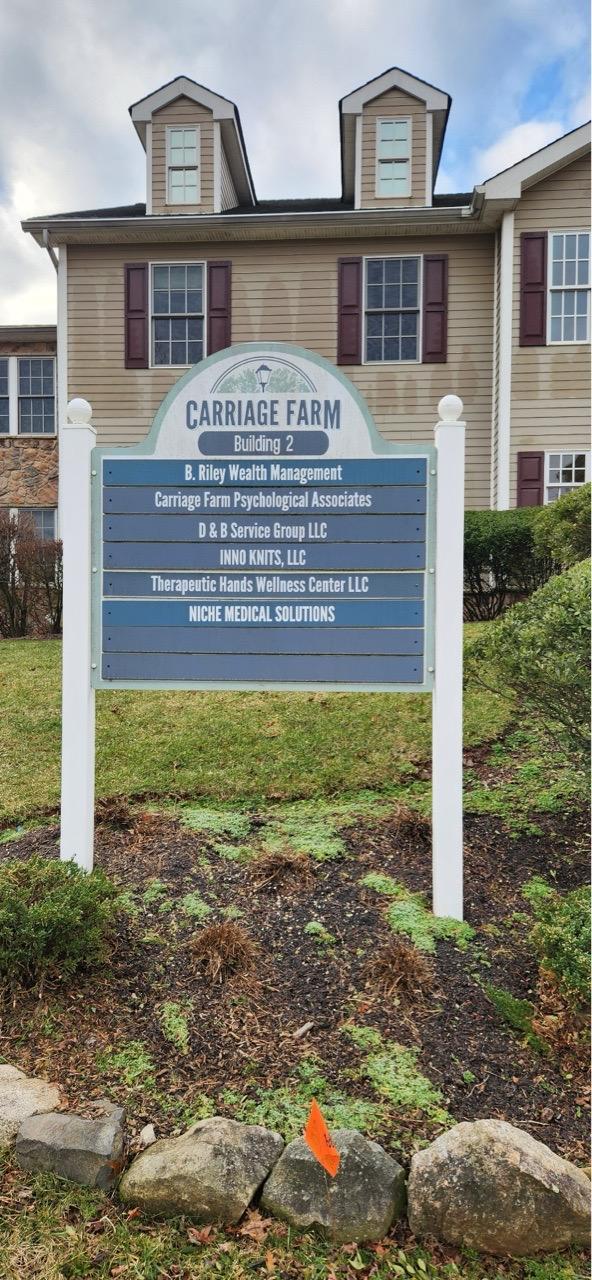 CARRIAGE FARM
Building 2
B. Riley Wealth Management
Carriage Farm Psychological Associates
D & B Service Group LLC
INNO KNITS, LLC
Therapeutic Hands Wellness Center LLC
NICHE MEDICAL SOLUTIONS